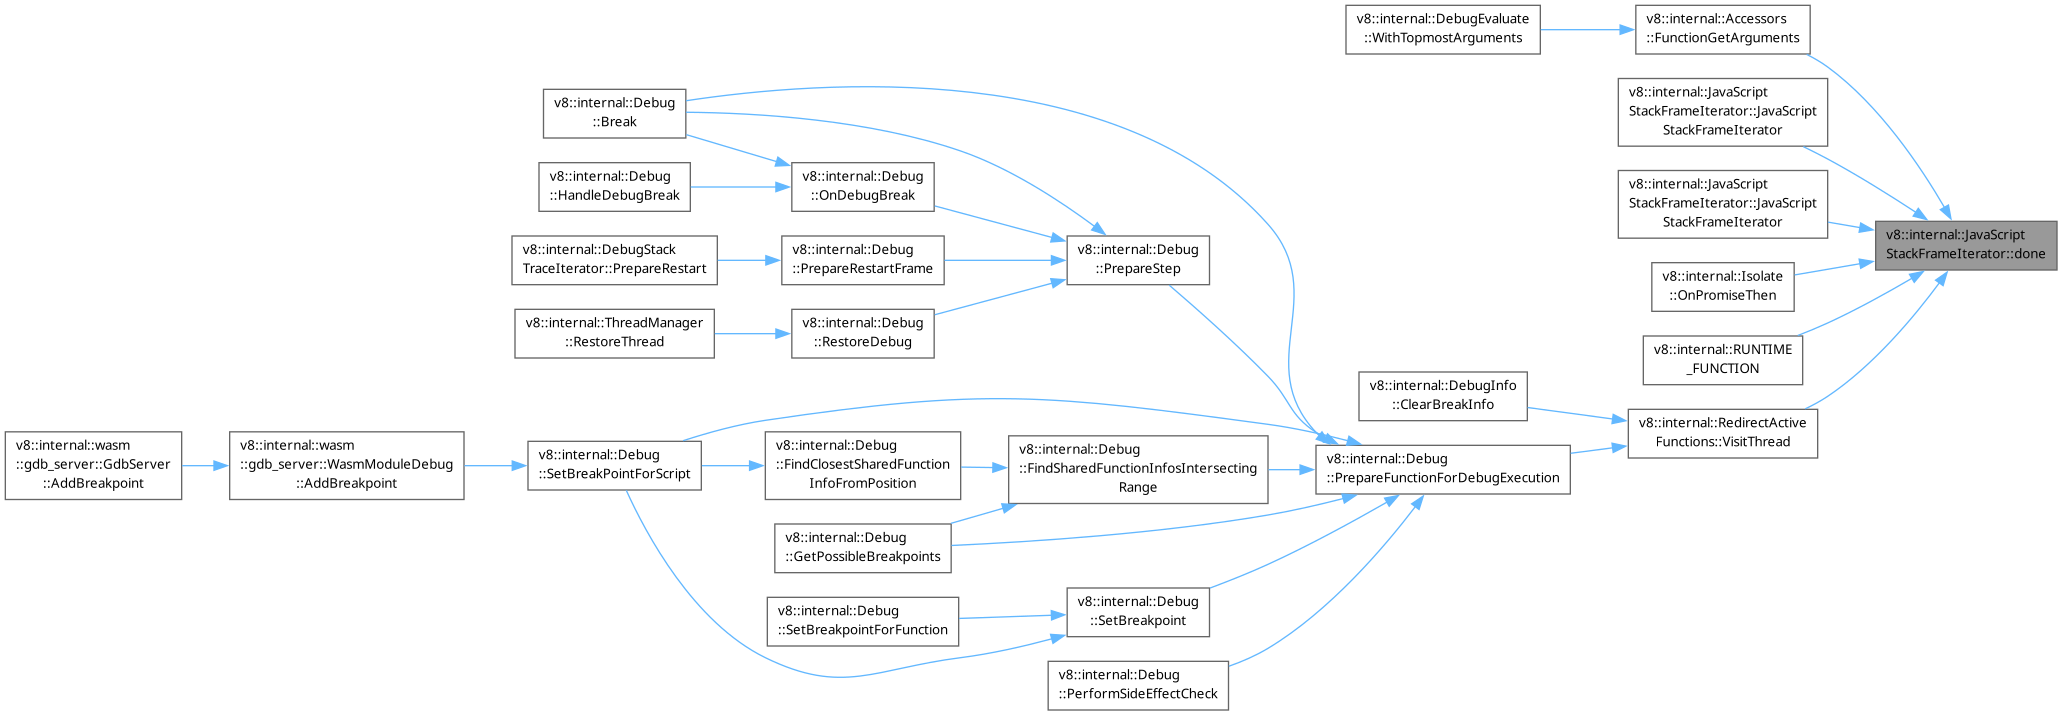 v8::internal::DebugEvaluate
::WithTopmostArguments
v8::internal::Accessors
::FunctionGetArguments
v8::internal::JavaScript
StackFrameIterator::JavaScript
StackFrameIterator
v8::internal::Debug
::Break
v8::internal::Debug
::HandleDebugBreak
v8::internal::Debug
::OnDebugBreak
v8::internal::JavaScript
StackFrameIterator::JavaScript
StackFrameIterator
v8::internal::JavaScript
StackFrameIterator::done
v8::internal::DebugStack
TraceIterator::PrepareRestart
v8::internal::Debug
::PrepareRestartFrame
v8::internal::Debug
::PrepareStep
v8::internal::Isolate
::OnPromiseThen
v8::internal::ThreadManager
::RestoreThread
v8::internal::Debug
::RestoreDebug
v8::internal::RUNTIME
_FUNCTION
v8::internal::DebugInfo
::ClearBreakInfo
v8::internal::RedirectActive
Functions::VisitThread
v8::internal::wasm
::gdb_server::GdbServer
::AddBreakpoint
v8::internal::wasm
::gdb_server::WasmModuleDebug
::AddBreakpoint
v8::internal::Debug
::SetBreakPointForScript
v8::internal::Debug
::FindClosestSharedFunction
InfoFromPosition
v8::internal::Debug
::FindSharedFunctionInfosIntersecting
Range
v8::internal::Debug
::PrepareFunctionForDebugExecution
v8::internal::Debug
::GetPossibleBreakpoints
v8::internal::Debug
::SetBreakpointForFunction
v8::internal::Debug
::SetBreakpoint
v8::internal::Debug
::PerformSideEffectCheck